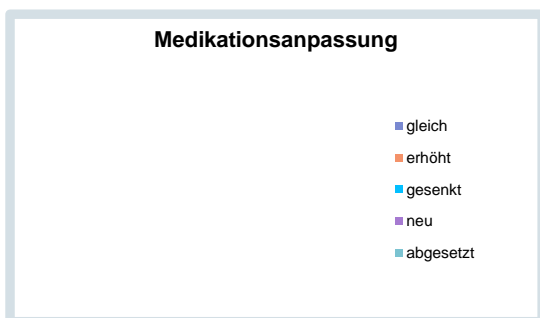 Medikationsanpassung
gleich
erhöht
gesenkt
neu
abgesetzt